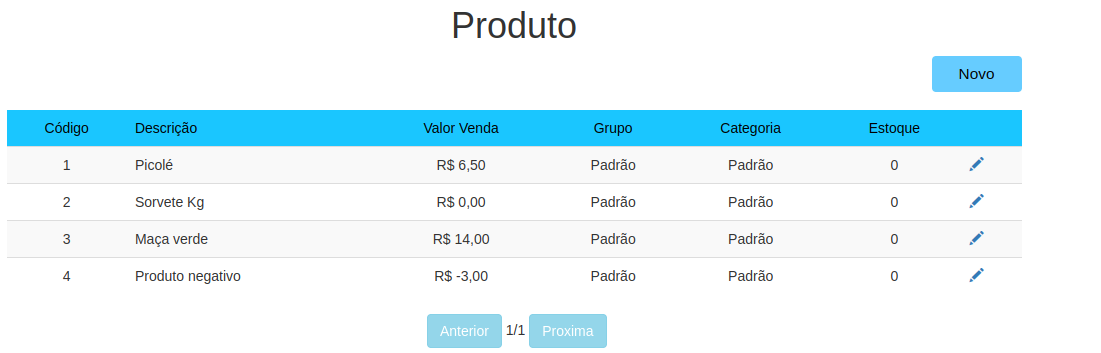 Produto
Novo
Código Descrição Valor Venda Grupo Categoria Estoque
1 Picolé R$ 6,50 Padrão Padrão 0
2 Sorvete Kg R$ 0,00 Padrão Padrão 0
3 Maça verde R$ 14,00 Padrão Padrão 0
4 Produto negativo R$ -3,00 Padrão Padrão 0
Anterior 1/1 Proxima